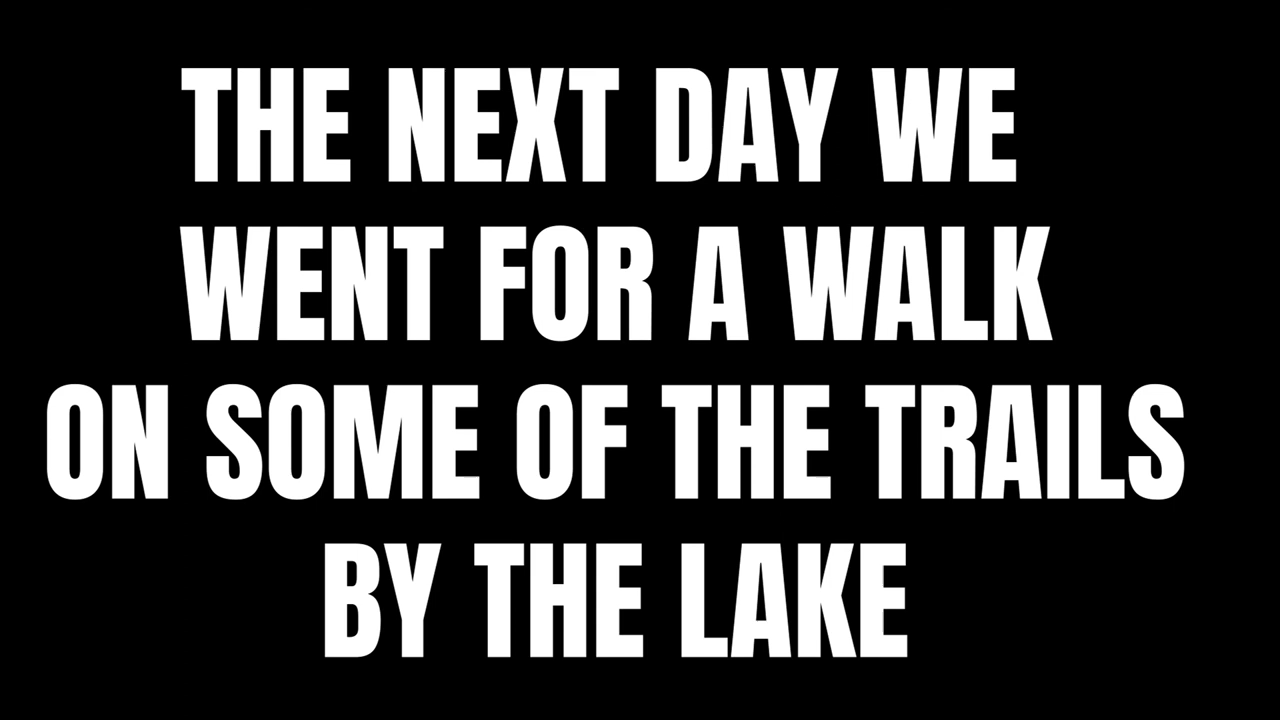 THE NEXT DAY WE
WENT FOR A WALK
ON SOME OF THE TRAILS
BY THE LAKE